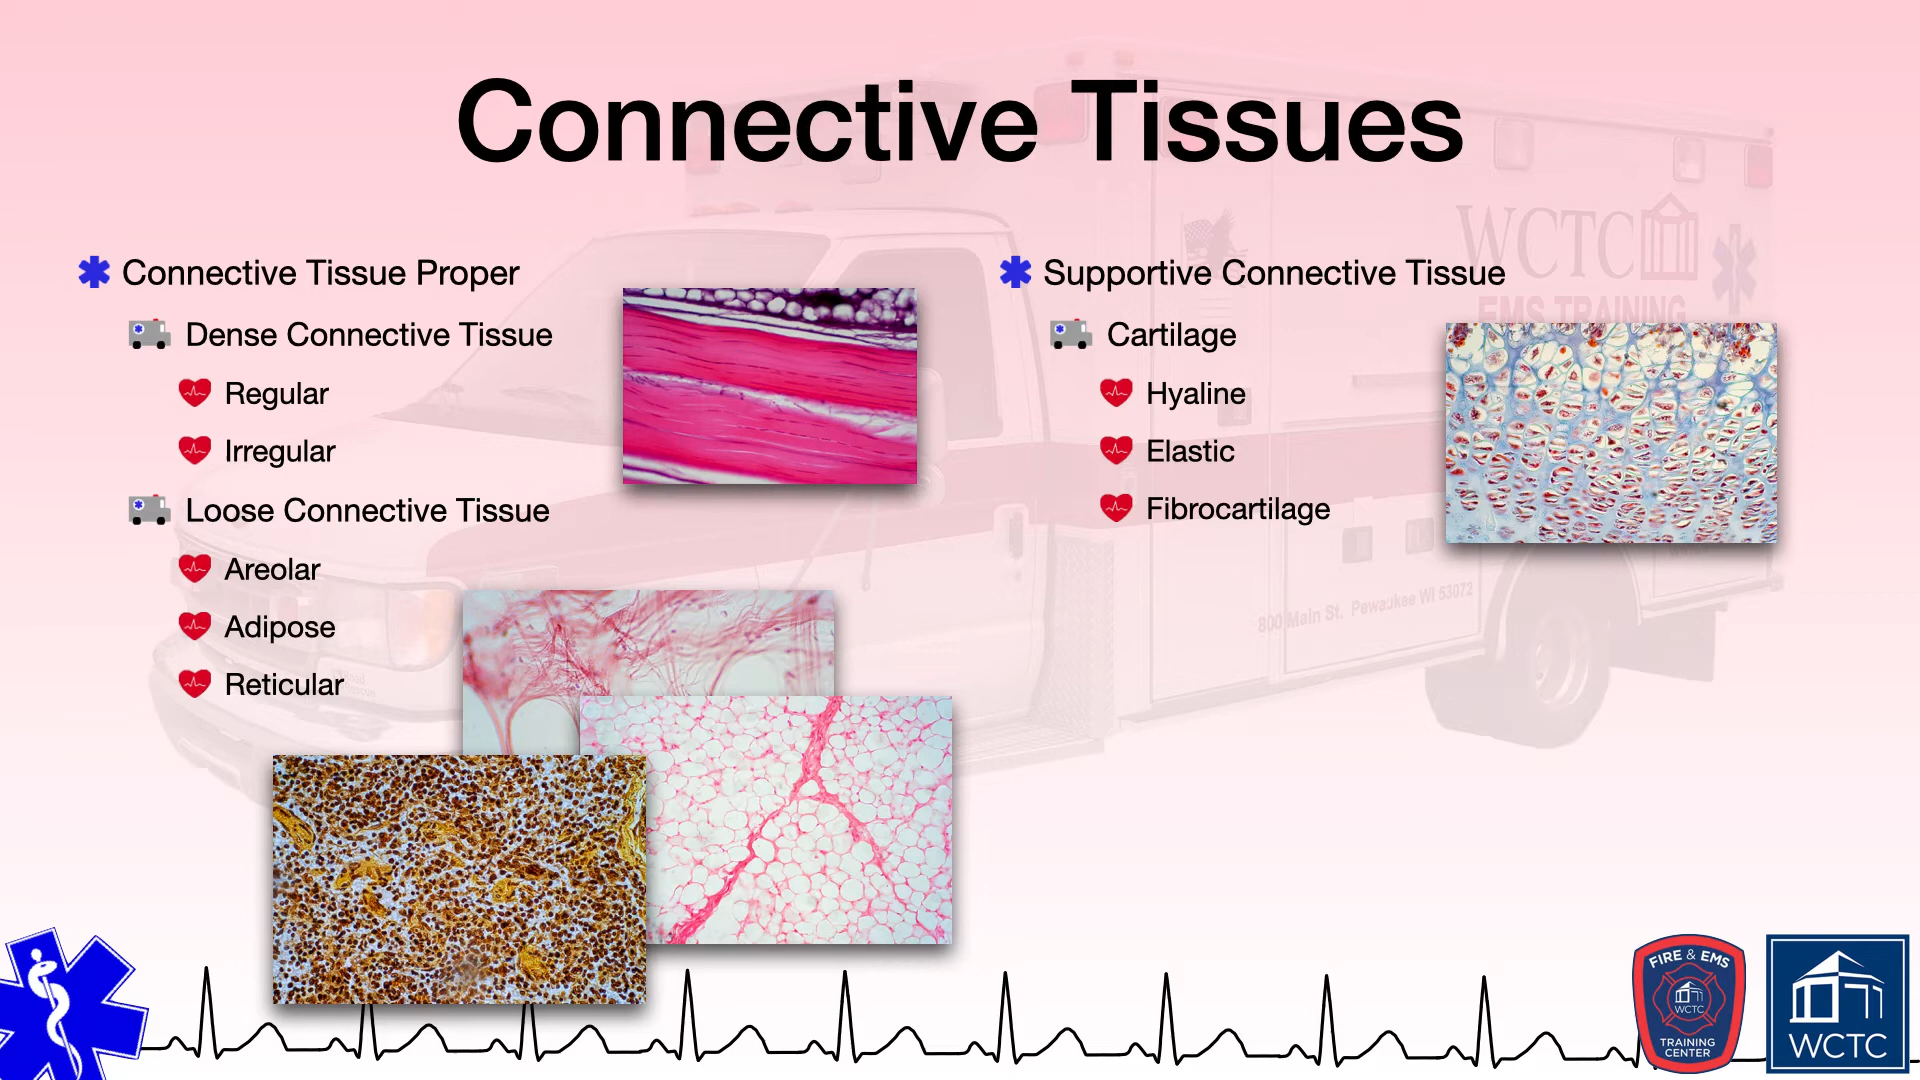 Connective Tissues
Connective Tissue Proper
Dense Connective Tissue
Regular
Irregular
Loose Connective Tissue
Areolar
Adipose
Reticular
Supportive Connective Tissue
Cartilage
Hyaline
Elastic
Fibrocartilage
WCTC
EMS TRAINING
800 Main St. Pewaukee WI 53072
FIRE & EMS
WCTC
TRAINING
CENTER
WCTC